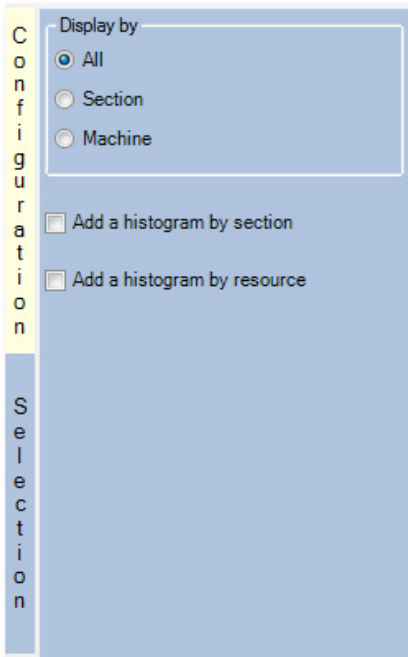 Configuration
Selection
Display by
All
Section
Machine
Add a histogram by section
Add a histogram by resource